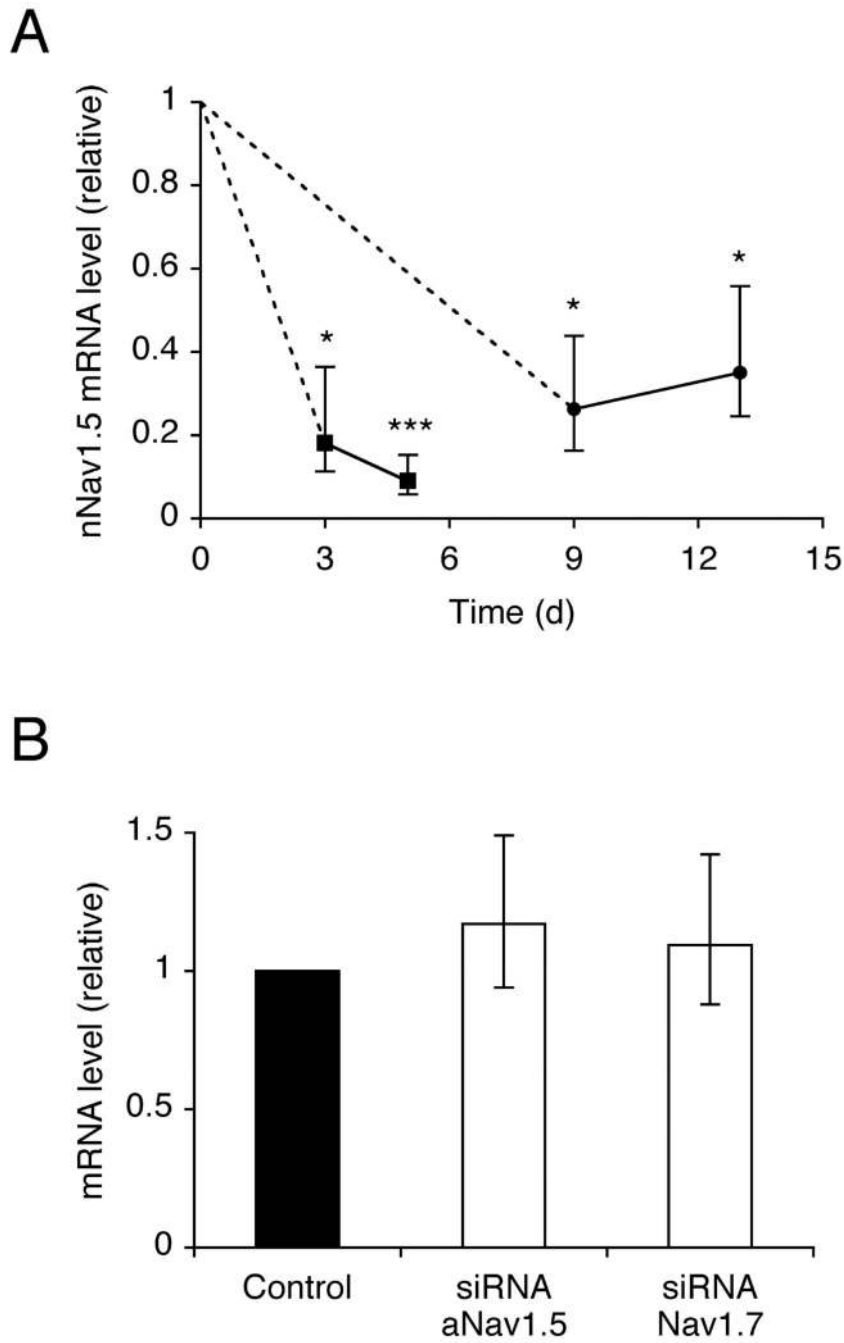 A
nNav1.5 mRNA level (relative)
1
0.8
0.6
0.4
0.2
0
*
***
*
*
0 3 6 9 12 15
Time (d)
B
mRNA level (relative)
1.5
1
0.5
0
Control
siRNA
aNav1.5
siRNA
Nav1.7